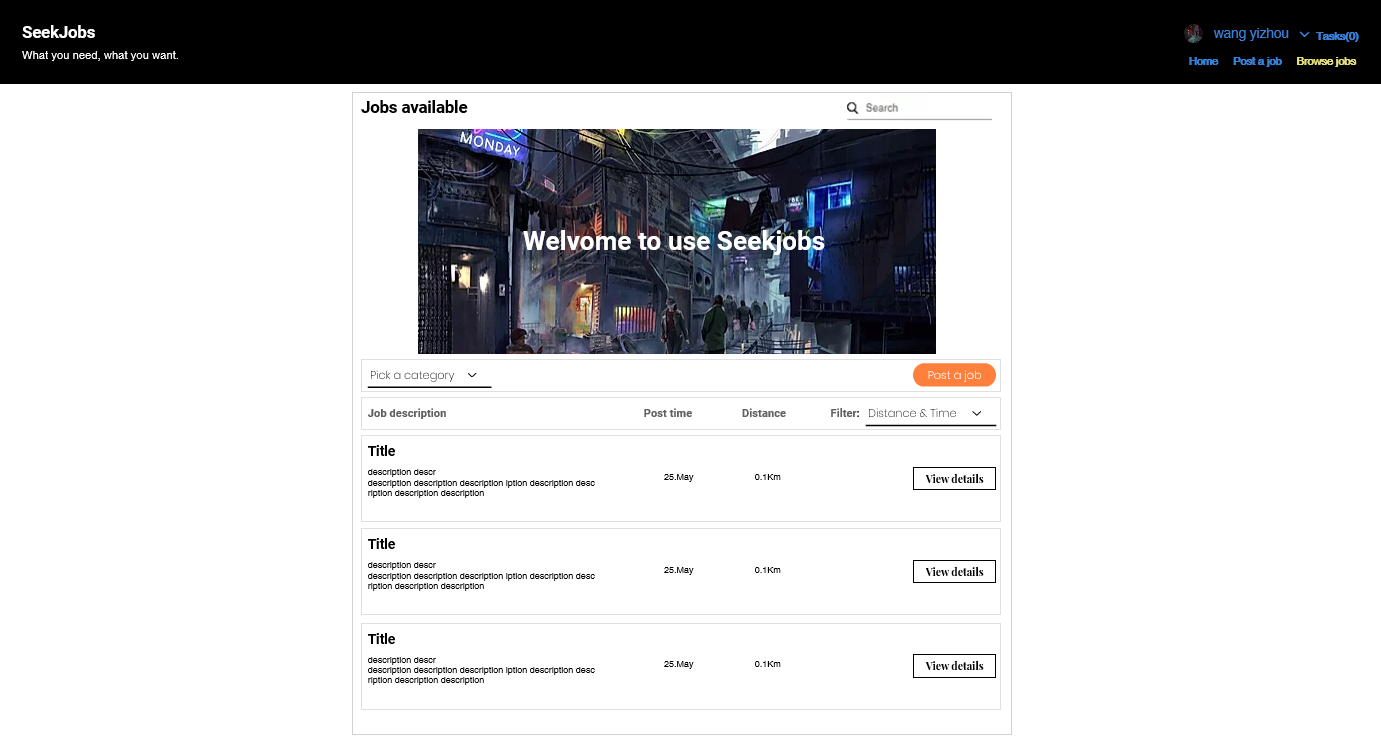 SeekJobs
What you need, what you want.
wang yizhou
Tasks(0)
Home Post a job Browse jobs
Jobs available
Search
MONDAY
Welvome to use Seekjobs
Pick a category
Post a job
Job description Post time Distance Filter: Distance & Time
Title
description descr
description description description iption description desc
ription description description
25.May
0.1Km
View details
Title
description descr
description description description iption description desc
ription description description
25.May
0.1Km
View details
Title
description descr
description description description iption description desc
ription description description
25.May
0.1Km
View details